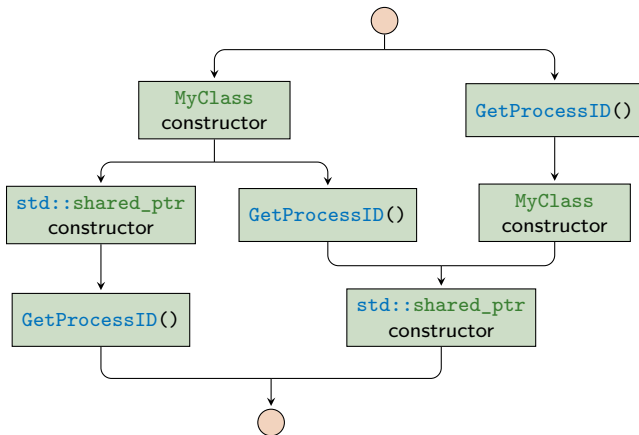 MyClass
constructor
GetProcessID()
std::shared_ptr
constructor
GetProcessID()
MyClass
constructor
GetProcessID()
std::shared_ptr
constructor